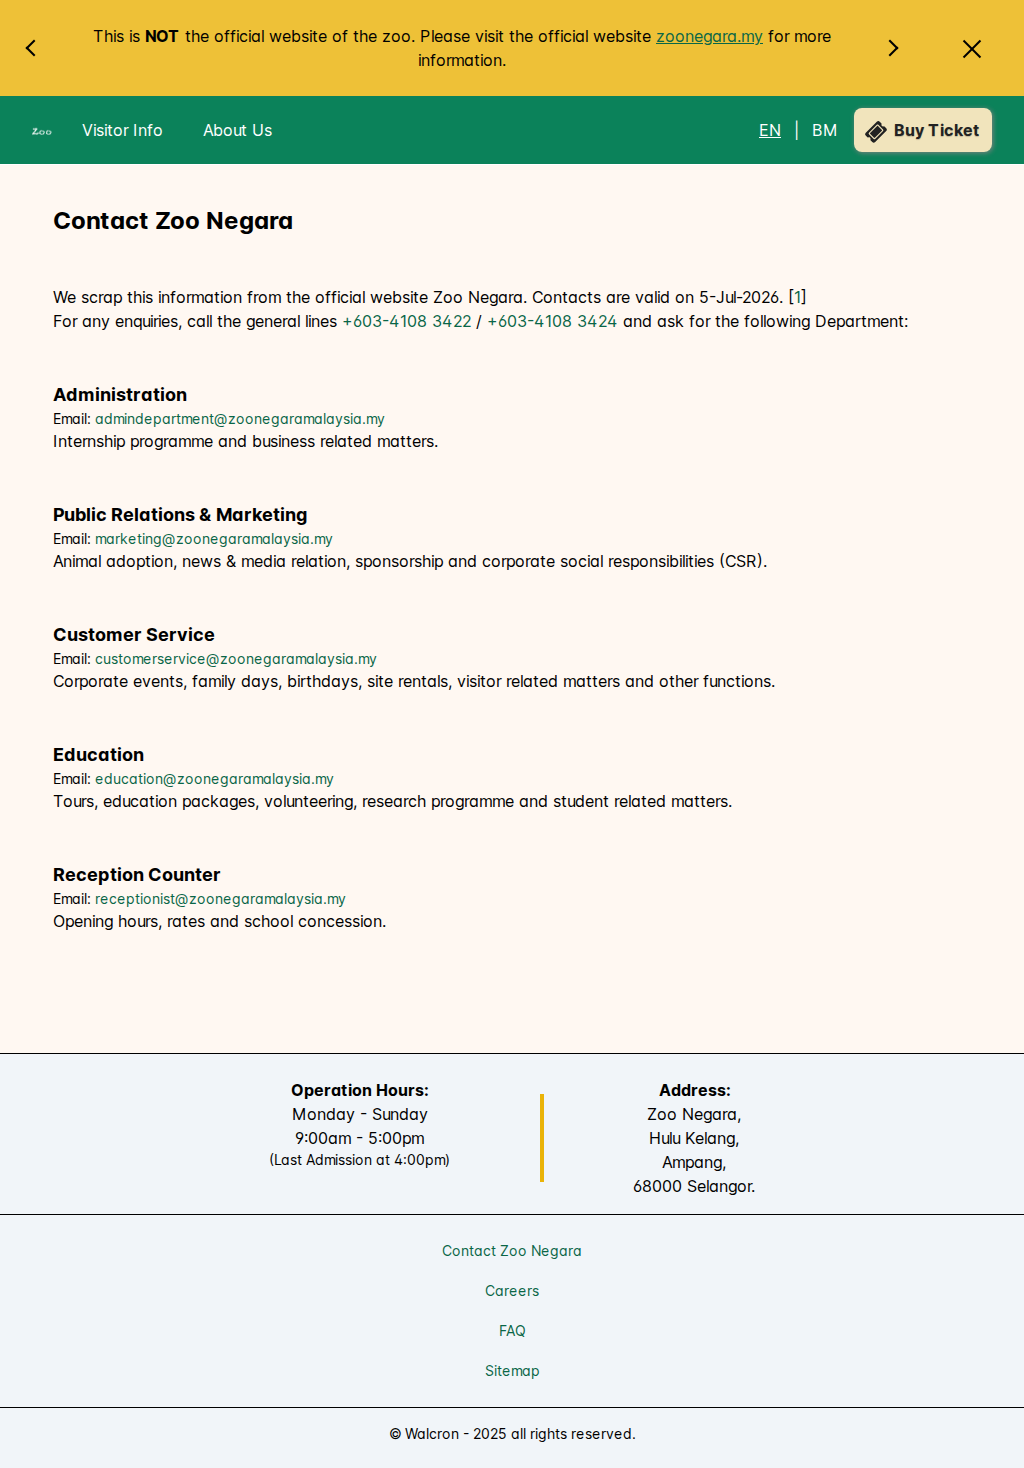 This is NOT the official website of the zoo. Please visit the official website zoonegara.my for more
information.
Zoo
Visitor Info
About Us
EN | BM
Buy Ticket
Contact Zoo Negara
We scrap this information from the official website Zoo Negara. Contacts are valid on 5-Jul-2026. [1]
For any enquiries, call the general lines +603-4108 3422 / +603-4108 3424 and ask for the following Department:
Administration
Email: admindepartment@zoonegaramalaysia.my
Internship programme and business related matters.
Public Relations & Marketing
Email: marketing@zoonegaramalaysia.my
Animal adoption, news & media relation, sponsorship and corporate social responsibilities (CSR).
Customer Service
Email: customerservice@zoonegaramalaysia.my
Corporate events, family days, birthdays, site rentals, visitor related matters and other functions.
Education
Email: education@zoonegaramalaysia.my
Tours, education packages, volunteering, research programme and student related matters.
Reception Counter
Email: receptionist@zoonegaramalaysia.my
Opening hours, rates and school concession.
Operation Hours:
Monday - Sunday
9:00am - 5:00pm
(Last Admission at 4:00pm)
Address:
Zoo Negara,
Hulu Kelang,
Ampang,
68000 Selangor.
Contact Zoo Negara
Careers
FAQ
Sitemap
© Walcron - 2025 all rights reserved.